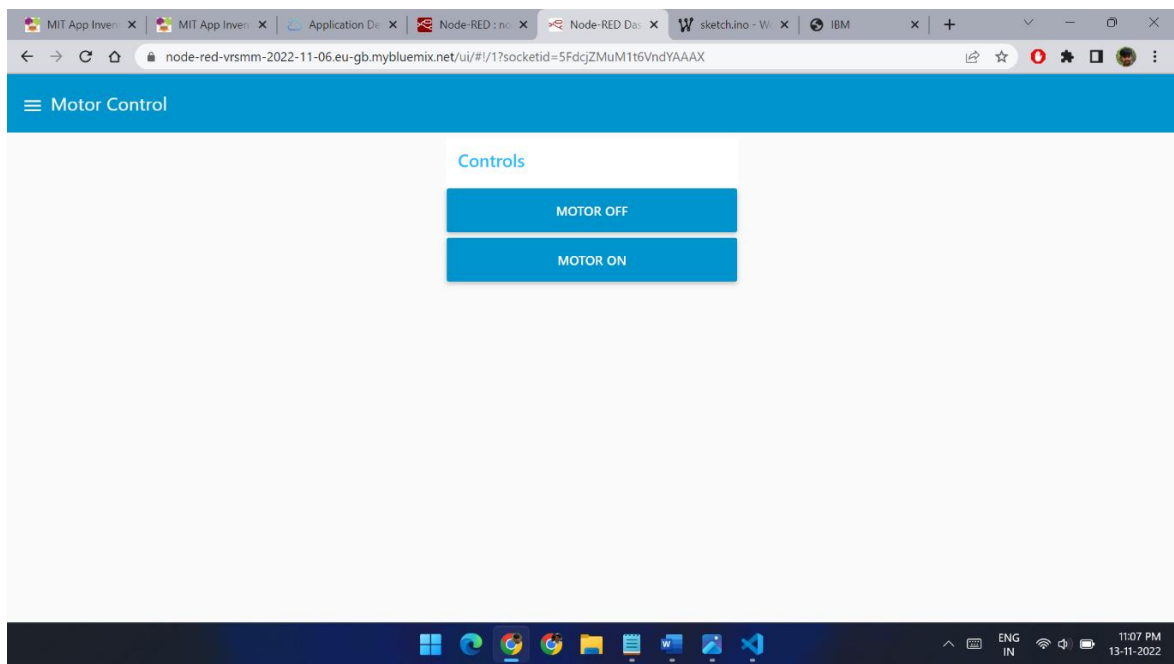 MIT App Inven
MIT App Inven
Application De
Node-RED : no
Node-RED Das
sketch.ino - W
IBM
node-red-vrsmm-2022-11-06.eu-gb.mybluemix.net/ui/#!/1?socketid=5FdcjZMuM1t6VndYAAAX
Motor Control
Controls
MOTOR OFF
MOTOR ON
ENG
IN
11:07 PM
13-11-2022